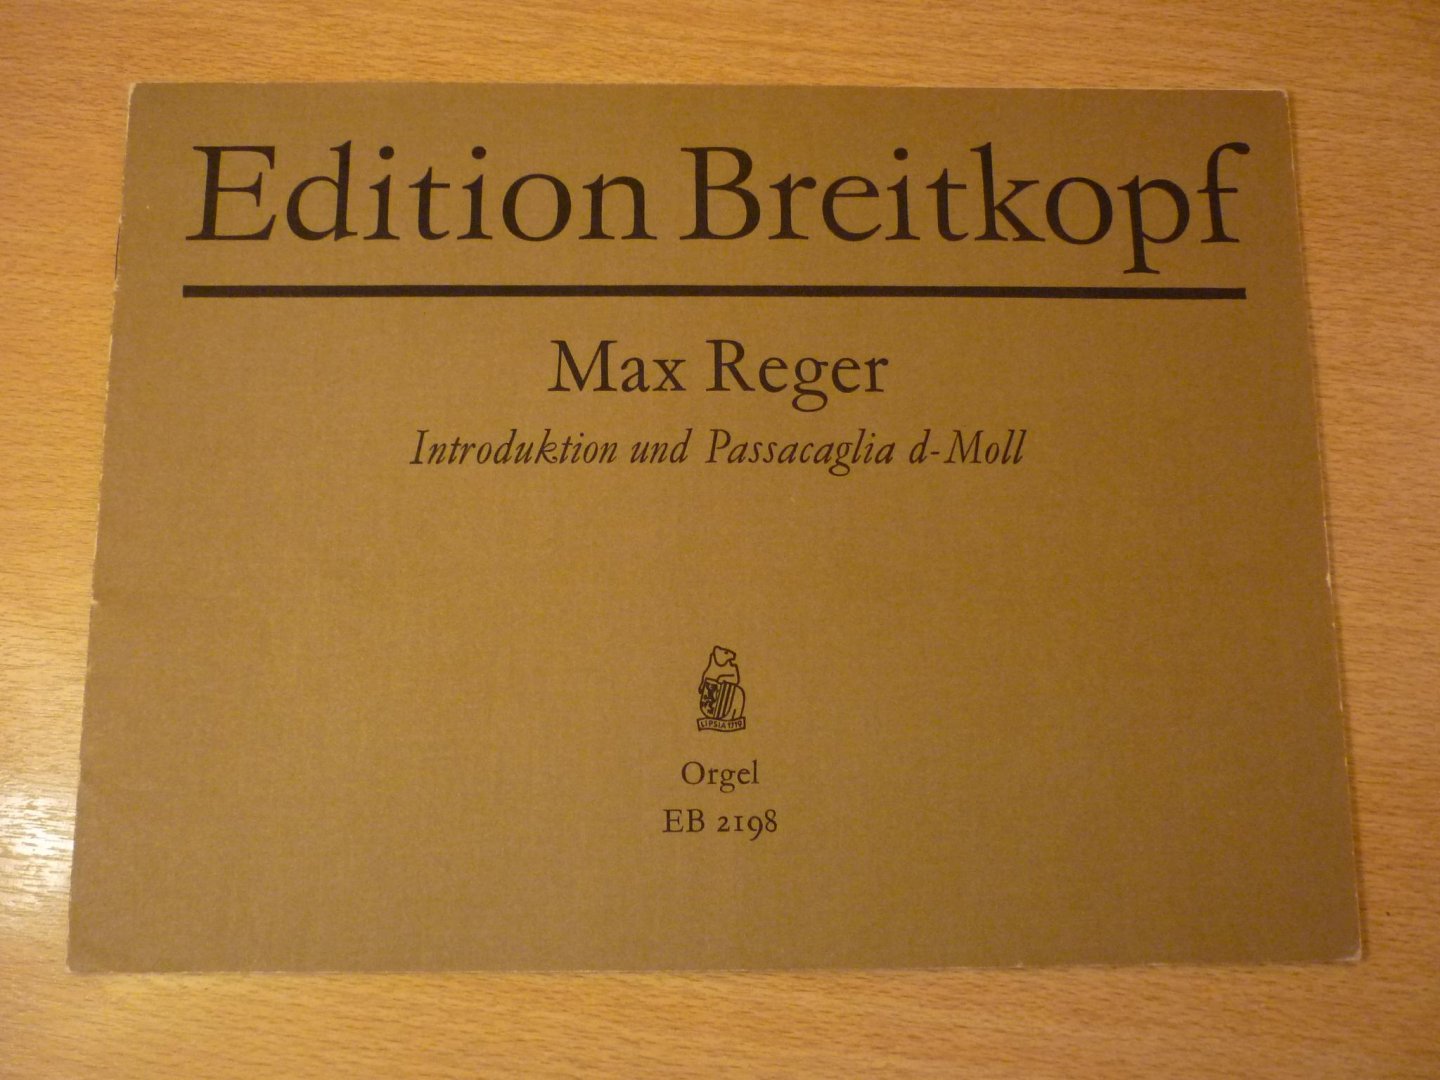 Edition Breitkopf
Max Reger
Introduktion und Passacaglia d-Moll
LIPSIA 1719
Orgel
EB 2198